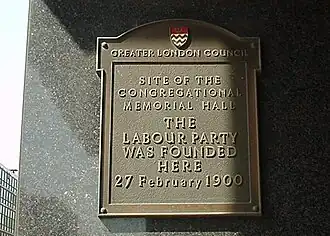 GREATER LONDON COUNCIL
SITE OF THE
CONGREGATIONAL
MEMORIAL HALL
THE
LABOUR PARTY
WAS FOUNDED
HERE
27 February 1900